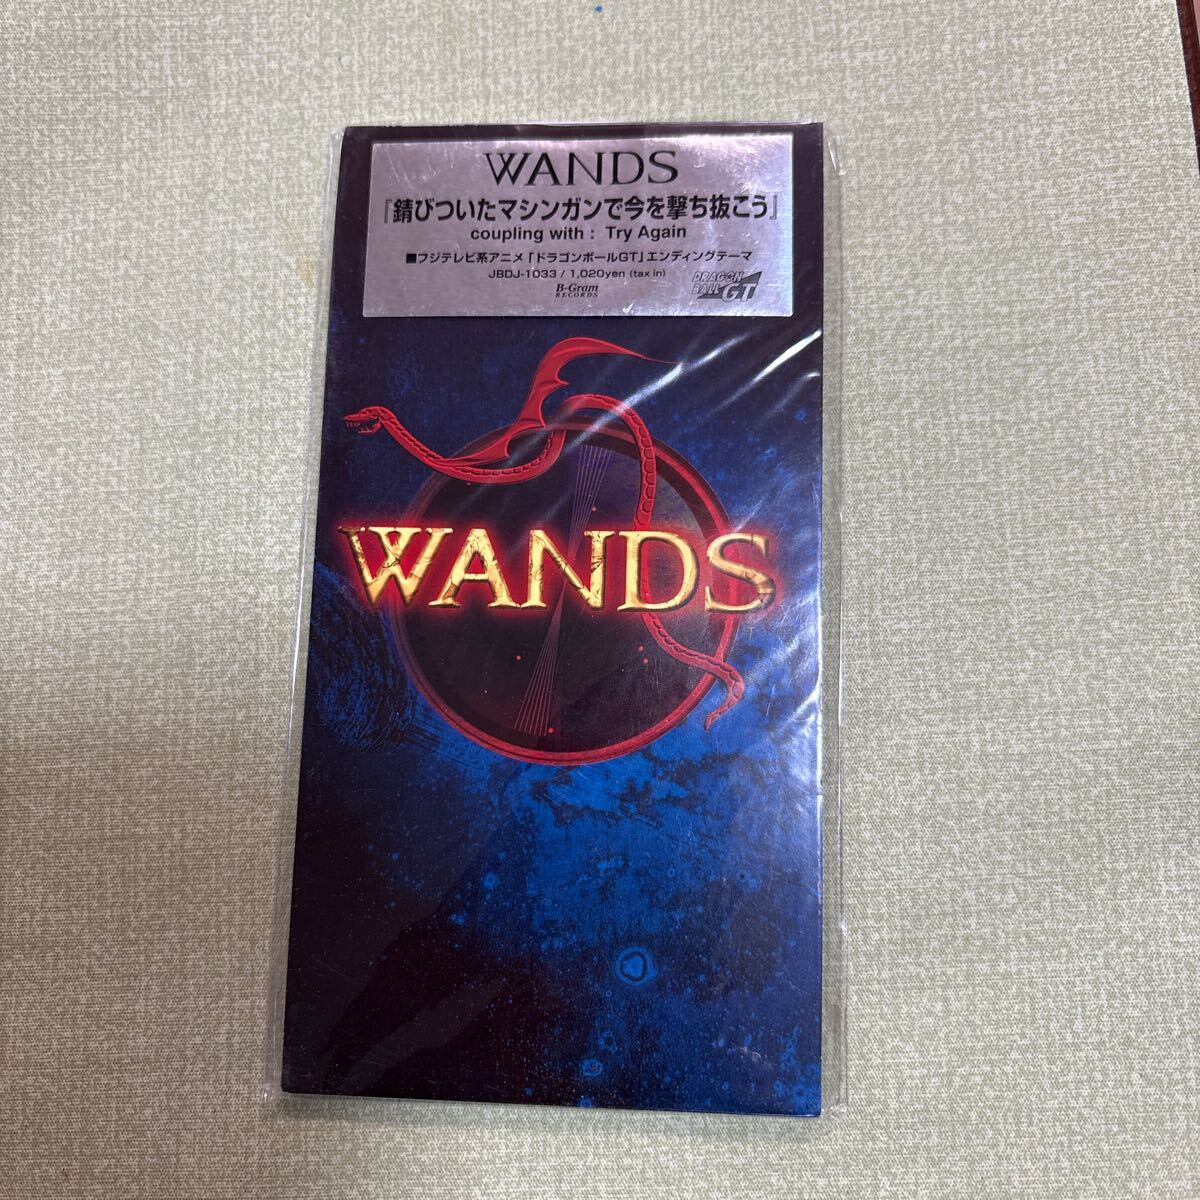 WANDS
『錆びついたマシンガンで今を撃ち抜こう』
coupling with : Try Again
■フジテレビ系アニメ「ドラゴンボールGT」エンディングテーマ
JBDJ-1033 / 1,020yen (tax in)
B-Gram
RECORDS
DRAGON
BALL GT
WANDS